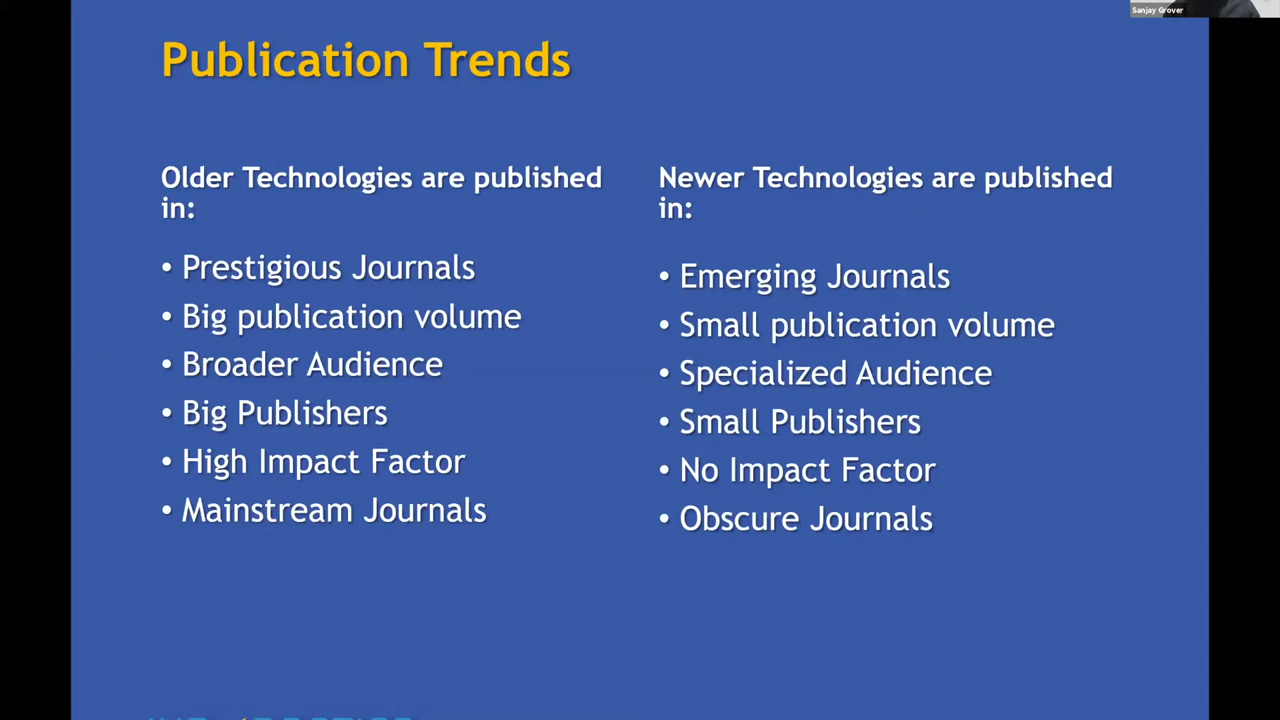 Sanjay Grover
Publication Trends
Older Technologies are published
in:
• Prestigious Journals
• Big publication volume
• Broader Audience
• Big Publishers
• High Impact Factor
• Mainstream Journals
Newer Technologies are published
in:
• Emerging Journals
• Small publication volume
• Specialized Audience
• Small Publishers
• No Impact Factor
• Obscure Journals